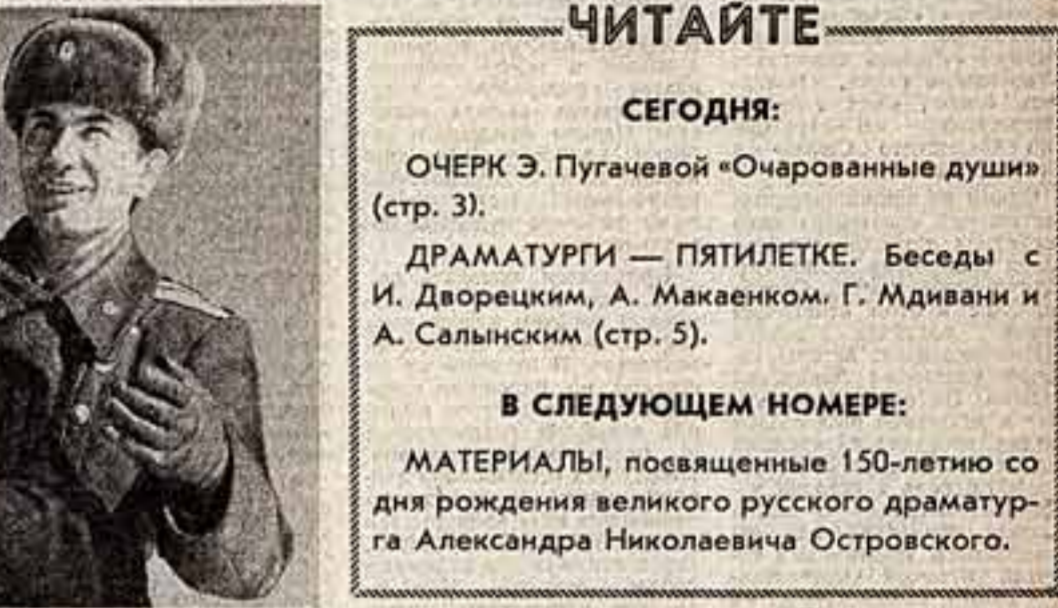 ЧИТАЙТЕ
СЕГОДНЯ:
ОЧЕРК Э. Пугачевой «Очарованные души»
(стр. 3).
ДРАМАТУРГИ — ПЯТИЛЕТКЕ. Беседы с
И. Дворецким, А. Макаенком. Г. Мдивани и
А. Салынским (стр. 5).
В СЛЕДУЮЩЕМ НОМЕРЕ:
МАТЕРИАЛЫ, посвященные 150-летию со
дня рождения великого русского драматур-
га Александра Николаевича Островского.